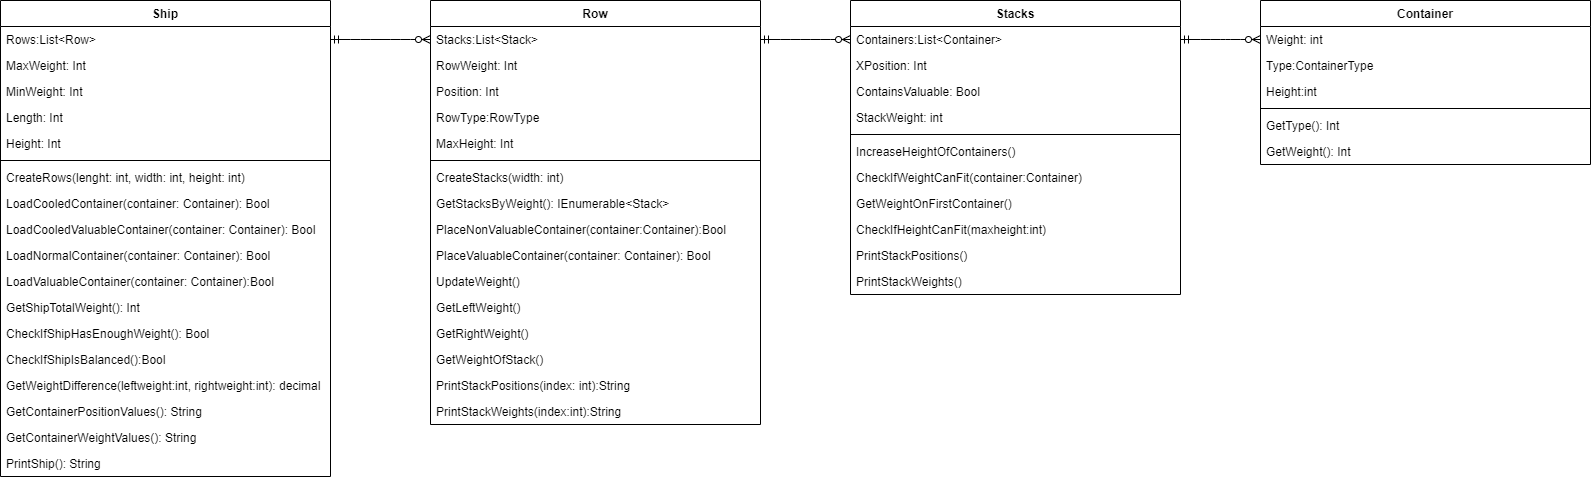 Ship
Rows:List<Row>
MaxWeight: Int
MinWeight: Int
Length: Int
Height: Int
CreateRows(lenght: int, width: int, height: int)
LoadCooledContainer(container: Container): Bool
LoadCooledValuableContainer(container: Container): Bool
LoadNormalContainer(container: Container): Bool
LoadValuableContainer(container: Container):Bool
GetShipTotalWeight(): Int
CheckIfShipHasEnoughWeight(): Bool
CheckIfShipIsBalanced():Bool
GetWeightDifference(leftweight:int, rightweight:int): decimal
GetContainerPositionValues(): String
GetContainerWeightValues(): String
PrintShip(): String
Row
Stacks:List<Stack>
RowWeight: Int
Position: Int
RowType:RowType
MaxHeight: Int
CreateStacks(width: int)
GetStacksByWeight(): IEnumerable<Stack>
PlaceNonValuableContainer(container:Container):Bool
PlaceValuableContainer(container: Container): Bool
UpdateWeight()
GetLeftWeight()
GetRightWeight()
GetWeightOfStack()
PrintStackPositions(index: int):String
PrintStackWeights(index:int):String
Stacks
Containers:List<Container>
XPosition: Int
ContainsValuable: Bool
StackWeight: int
IncreaseHeightOfContainers()
CheckIfWeightCanFit(container:Container)
GetWeightOnFirstContainer()
CheckIfHeightCanFit(maxheight:int)
PrintStackPositions()
PrintStackWeights()
Container
Weight: int
Type:ContainerType
Height:int
GetType(): Int
GetWeight(): Int